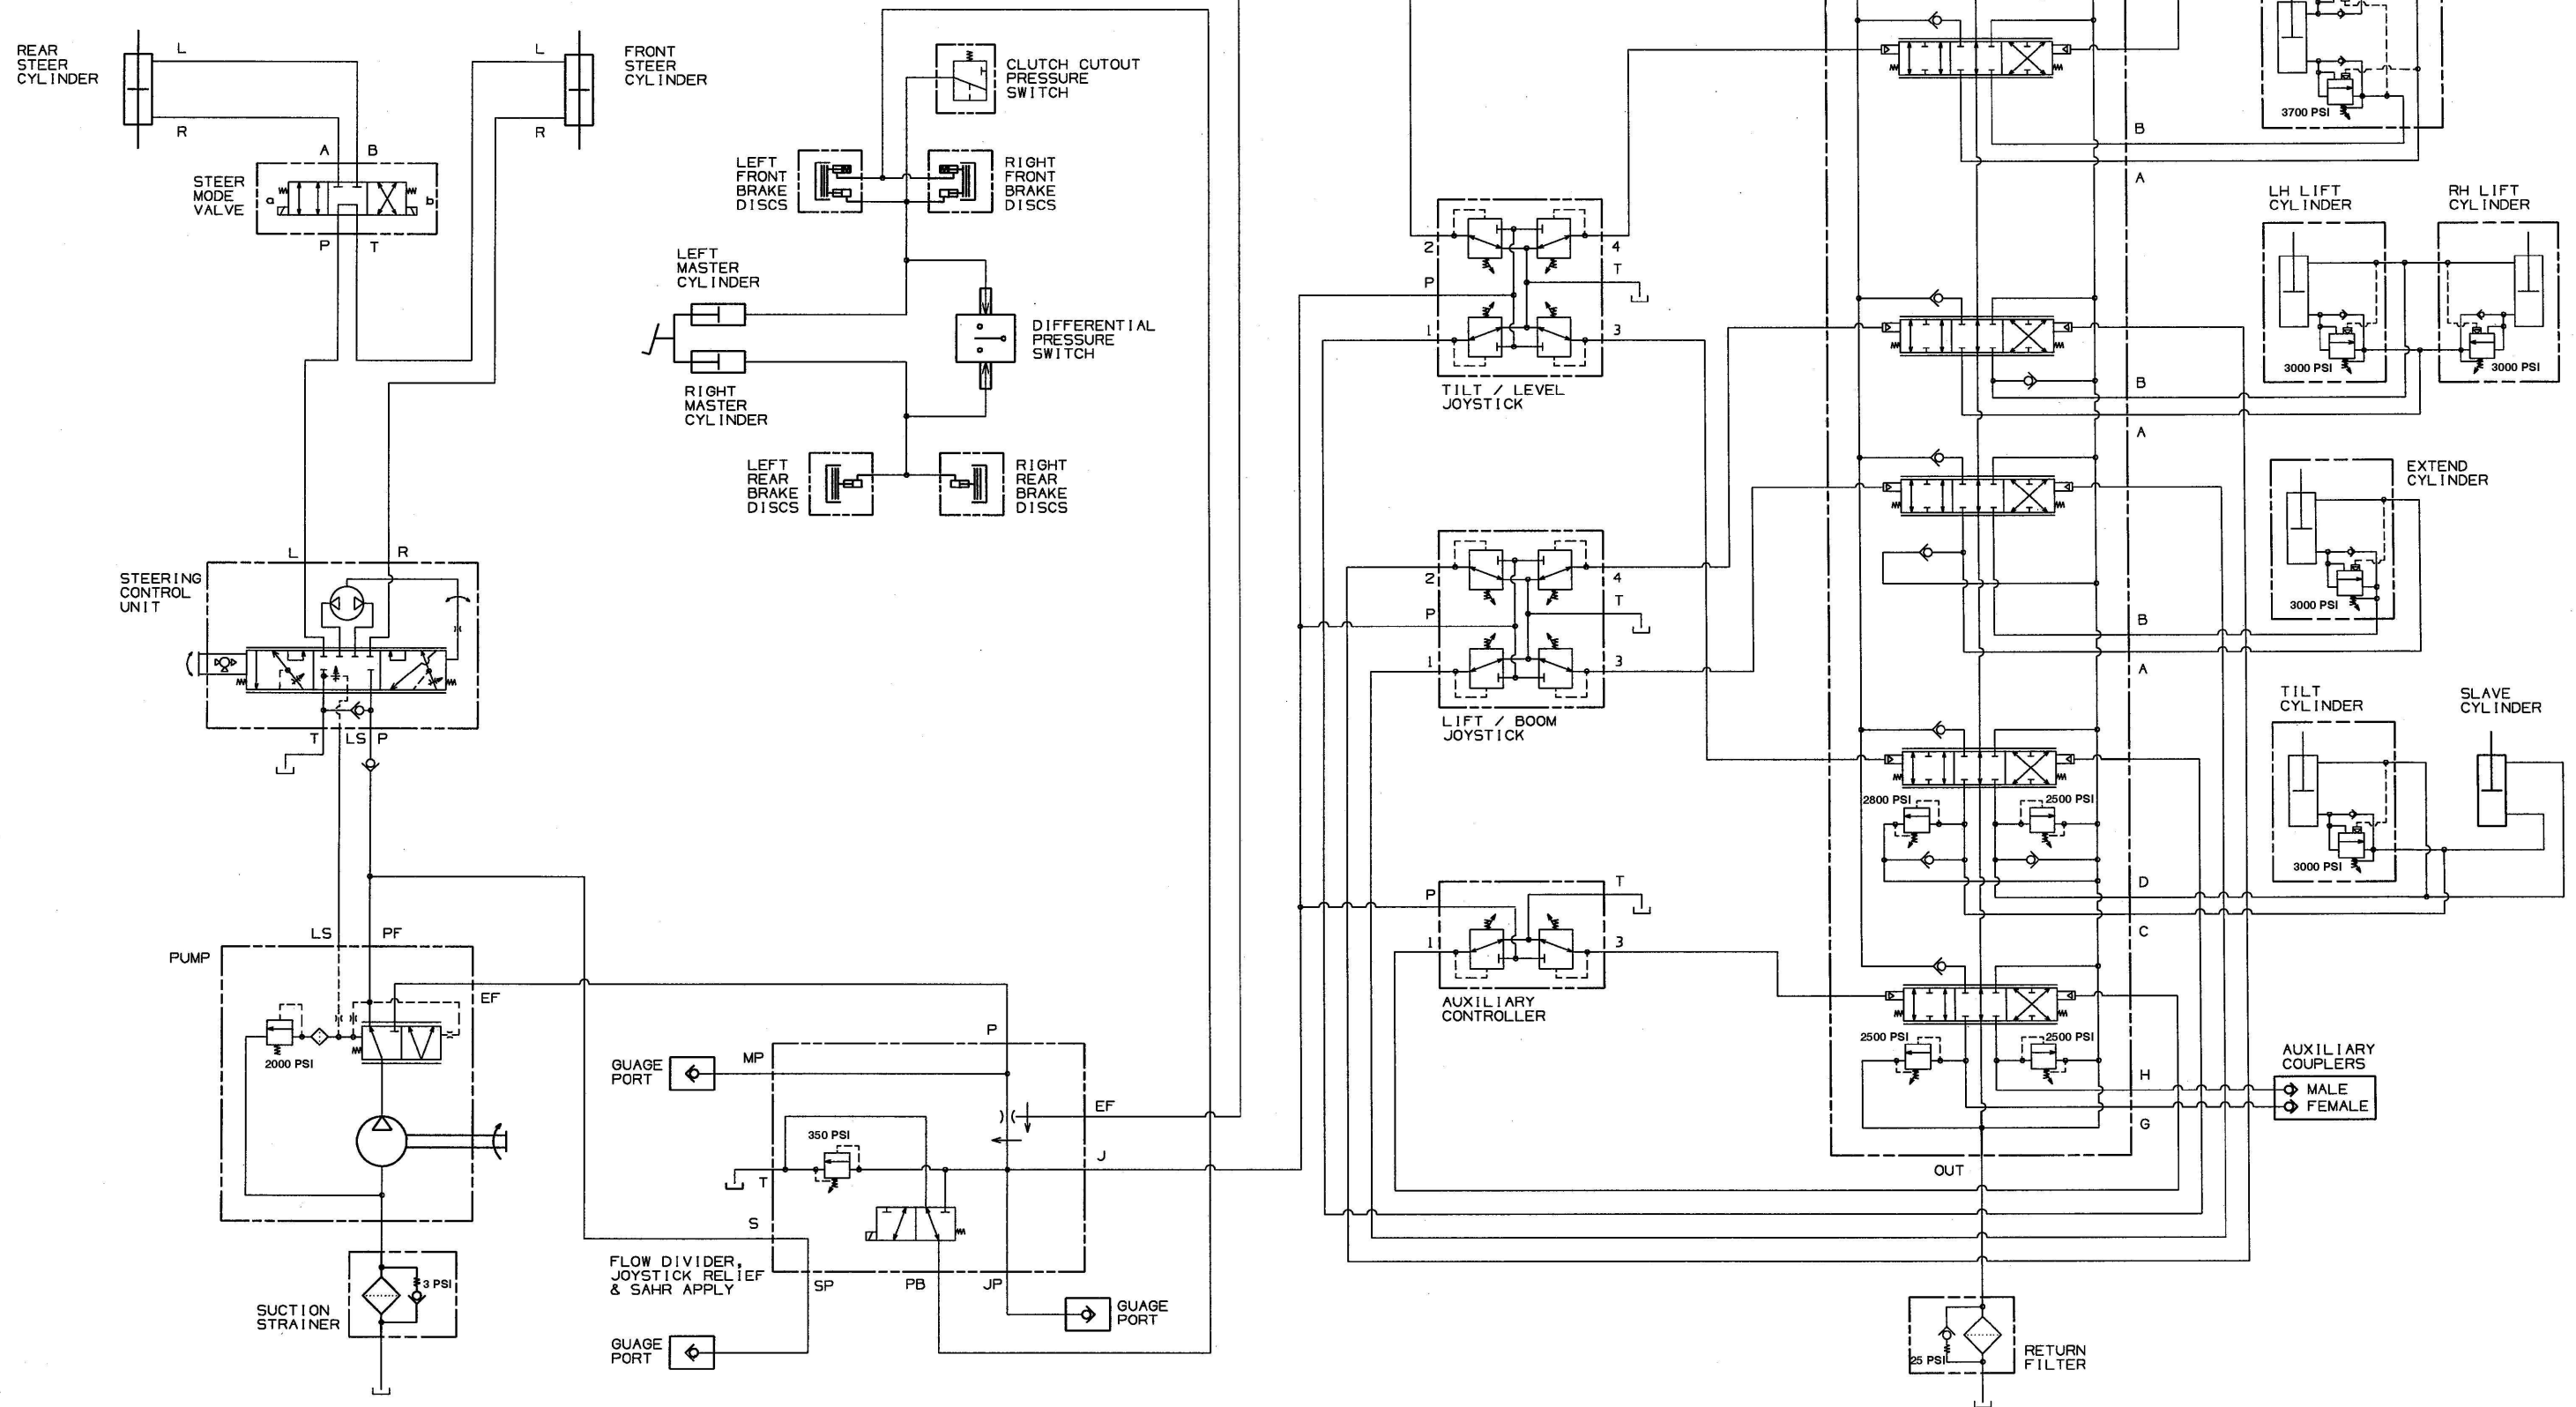 REAR
STEER
CYLINDER
L
R
L
R
FRONT
STEER
CYLINDER
A
B
STEER
MODE
VALVE
a
b
P
T
CLUTCH CUTOUT
PRESSURE
SWITCH
LEFT
FRONT
BRAKE
DISCS
RIGHT
FRONT
BRAKE
DISCS
LEFT
MASTER
CYLINDER
DIFFERENTIAL
PRESSURE
SWITCH
RIGHT
MASTER
CYLINDER
LEFT
REAR
BRAKE
DISCS
RIGHT
REAR
BRAKE
DISCS
L
R
STEERING
CONTROL
UNIT
T
LS
P
LS
PF
PUMP
EF
2000 PSI
3 PSI
SUCTION
STRAINER
P
MP
GUAGE
PORT
EF
350 PSI
J
T
S
FLOW DIVIDER,
JOYSTICK RELIEF
& SAHR APPLY
SP
PB
JP
GUAGE
PORT
GUAGE
PORT
2
4
T
P
1
3
TILT / LEVEL
JOYSTICK
2
4
T
P
1
3
LIFT / BOOM
JOYSTICK
P
T
1
3
AUXILIARY
CONTROLLER
B
A
B
A
B
A
2800 PSI
2500 PSI
D
C
2500 PSI
2500 PSI
H
G
OUT
3700 PSI
LH LIFT
CYLINDER
RH LIFT
CYLINDER
3000 PSI
3000 PSI
EXTEND
CYLINDER
3000 PSI
TILT
CYLINDER
SLAVE
CYLINDER
3000 PSI
AUXILIARY
COUPLERS
MALE
FEMALE
25 PSI
RETURN
FILTER